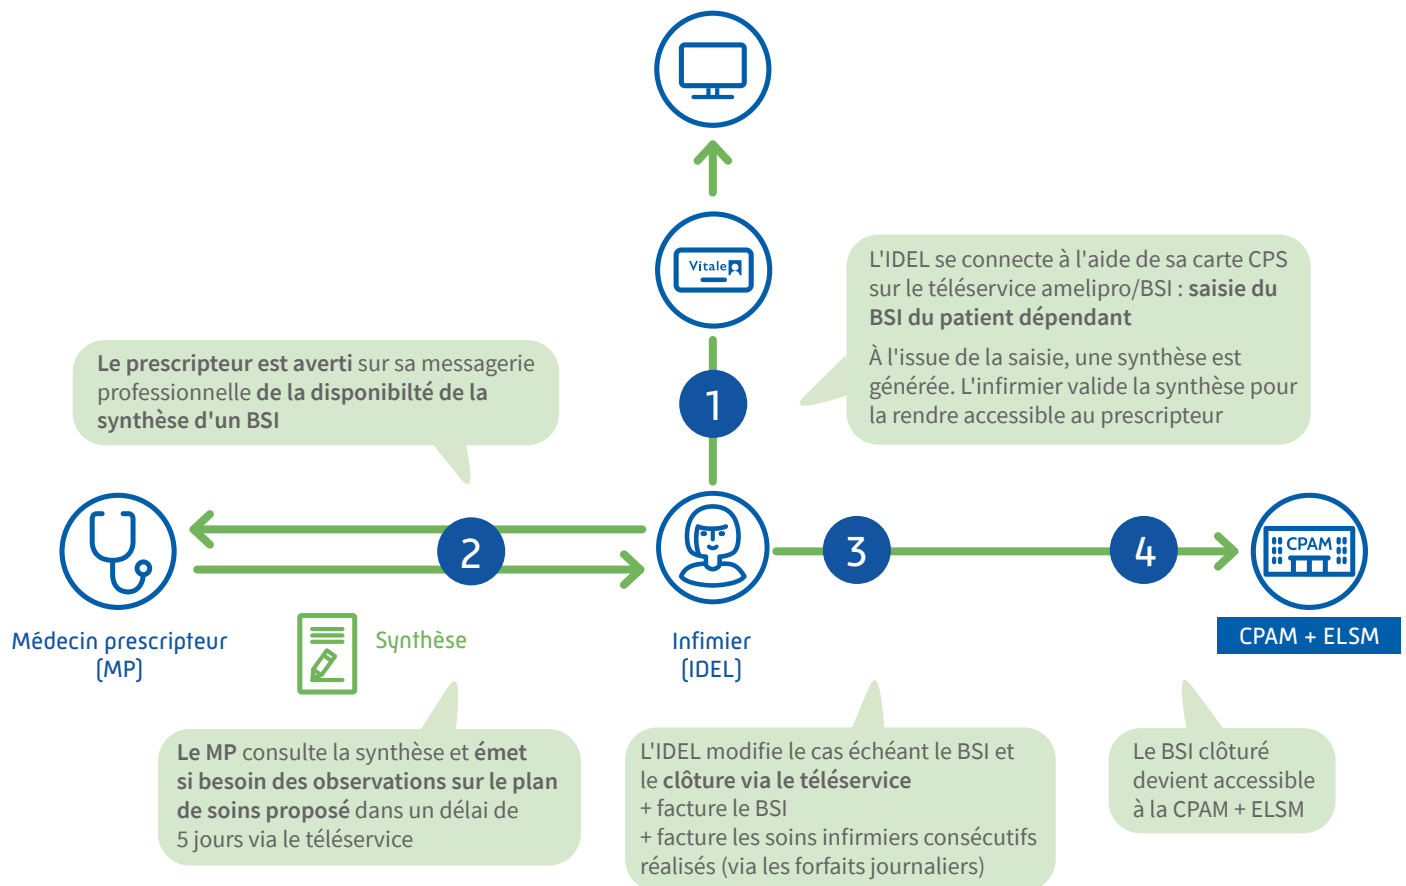 Vitale
L'IDEL se connecte à l'aide de sa carte CPS
sur le téléservice amelipro/BSI : saisie du
BSI du patient dépendant
À l'issue de la saisie, une synthèse est
générée. L'infirmier valide la synthèse pour
la rendre accessible au prescripteur
Le prescripteur est averti sur sa messagerie
professionnelle de la disponibilté de la
synthèse d'un BSI
1
2
3
4
CPAM
Médecin prescripteur
(MP)
Synthèse
Infimier
(IDEL)
CPAM + ELSM
Le MP consulte la synthèse et émet
si besoin des observations sur le plan
de soins proposé dans un délai de
5 jours via le téléservice
L'IDEL modifie le cas échéant le BSI et
le clôture via le téléservice
+ facture le BSI
+ facture les soins infirmiers consécutifs
réalisés (via les forfaits journaliers)
Le BSI clôturé
devient accessible
à la CPAM + ELSM